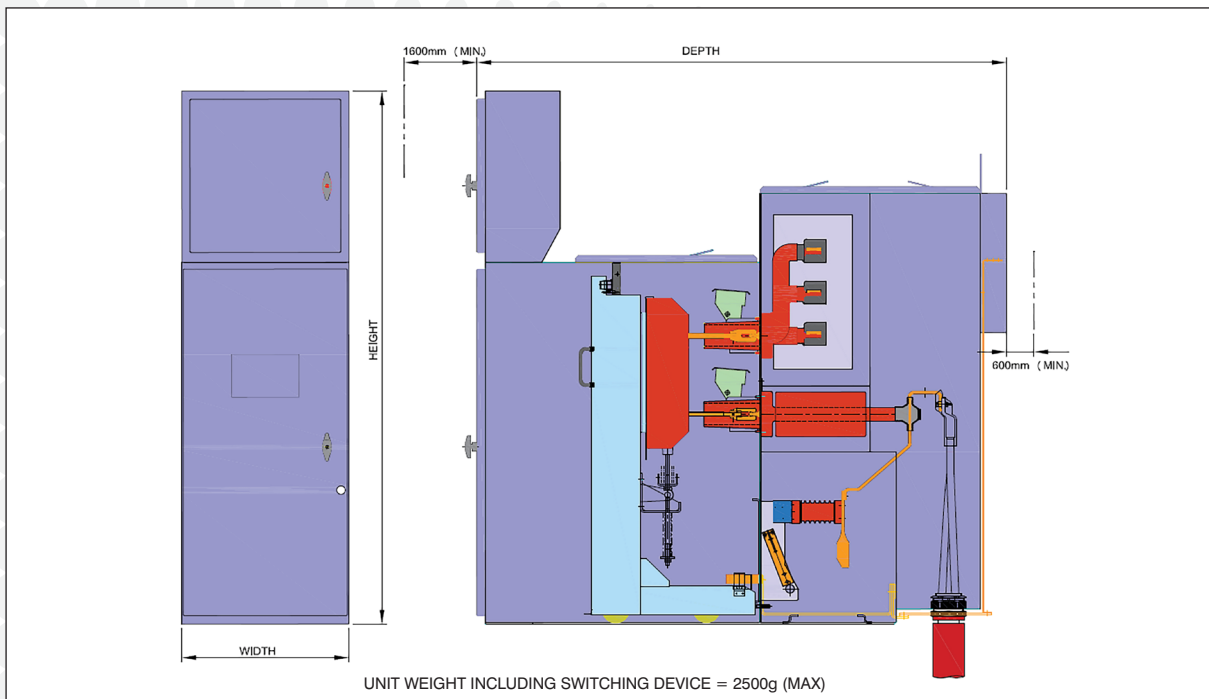 1600mm (MIN.)
DEPTH
HEIGHT
600mm (MIN.)
WIDTH
UNIT WEIGHT INCLUDING SWITCHING DEVICE = 2500g (MAX)